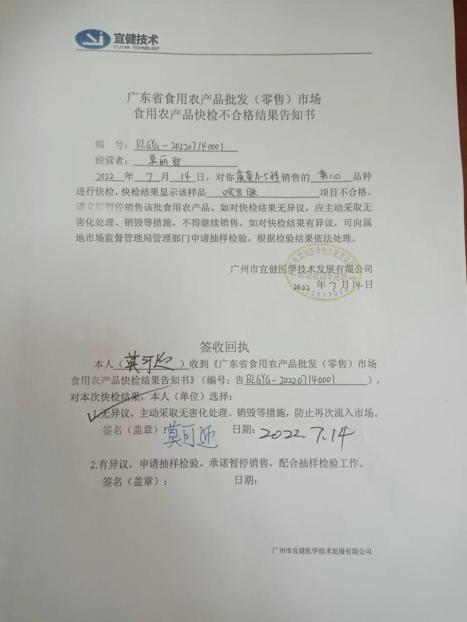 宜健技术
YIJIAN TECHNOLOGY
广东省食用农产品批发（零售）市场
食用农产品快检不合格结果告知书
编　号：BLGYG-202207140001
经营者：莫丽迎
2022 年 7 月 14 日，对你蔬菜A-5档销售的 菜心 品种
进行快检，快检结果显示该样品 啶虫脒 项目不合格。
请立即暂停销售该批食用农产品。如对快检结果无异议，应主动采取无
害化处理、销毁等措施，不得继续销售。如对快检结果有异议，可向属
地市场监督管理局管理部门申请抽样检验，根据检验结果依法处理。
广州市宜健医学技术发展有限公司
2022 年 7 月 14 日
签收回执
本人（莫可迎）收到《广东省食用农产品批发（零售）市场
食用农产品快检结果告知书》（编号：告BLGYG-202207140001）。
对本次快检结果，本人（单位）选择：
无异议，主动采取无害化处理、销毁等措施，防止再次流入市场。
签名（盖章）莫可迎 日期：2022.7.14
2.有异议，申请抽样检验。承诺暂停销售，配合抽样检验工作。
签名（盖章）： 日期：
广州市宜健医学技术发展有限公司